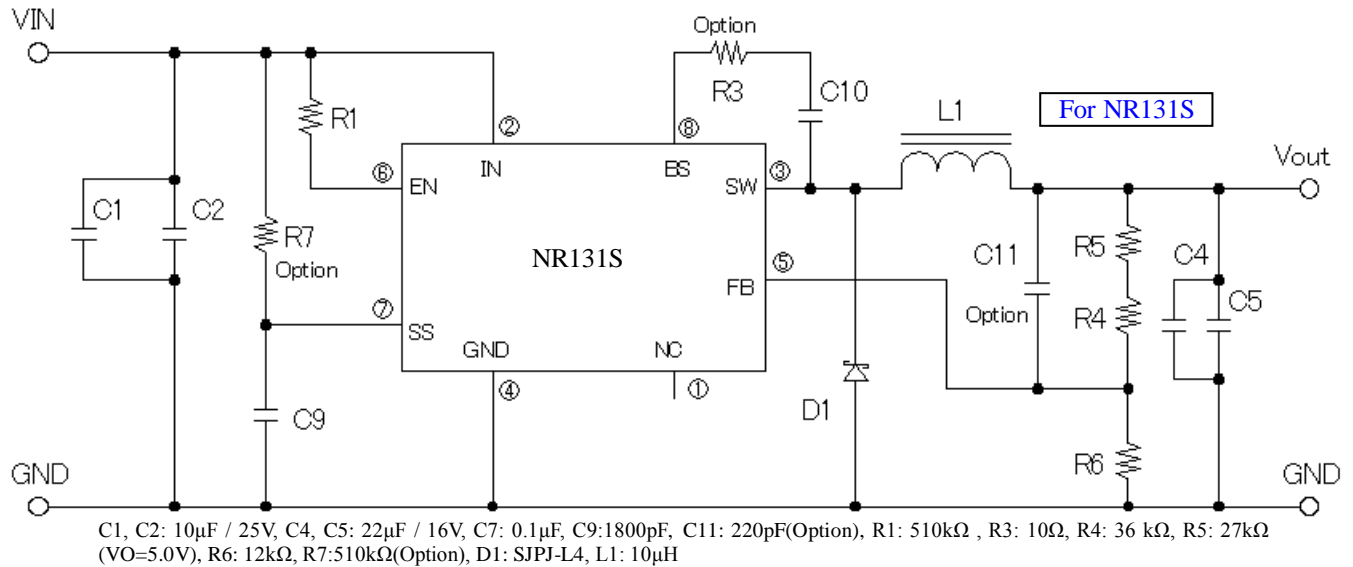 VIN
Option
R3
C10
R1
②
⑧
L1
For NR131S
Vout
⑥
EN
IN
BS
SW
③
C1
C2
R7
Option
NR131S
⑤
FB
C11
Option
R5
R4
C4
C5
⑦
SS
GND
NC
④
①
C9
D1
R6
GND
GND
C1, C2: 10μF / 25V, C4, C5: 22μF / 16V, C7: 0.1μF, C9:1800pF, C11: 220pF(Option), R1: 510kΩ , R3: 10Ω, R4: 36 kΩ, R5: 27kΩ
(VO=5.0V), R6: 12kΩ, R7:510kΩ(Option), D1: SJPJ-L4, L1: 10μH